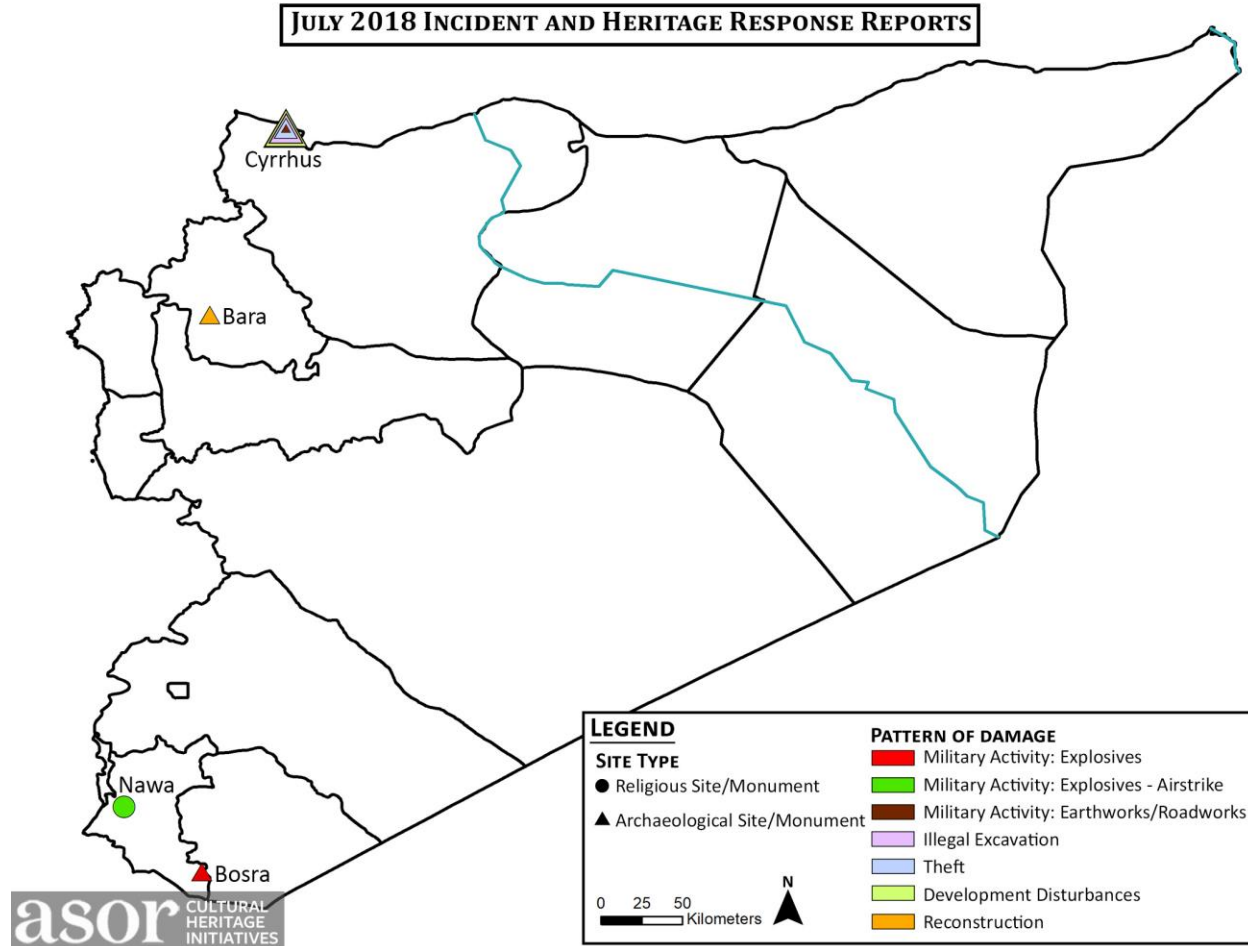 JULY 2018 INCIDENT AND HERITAGE RESPONSE REPORTS
Cyrrhus
Bara
Nawa
Bosra
LEGEND
SITE TYPE
Religious Site/Monument
Archaeological Site/Monument
0 25 50
Kilometers
N
PATTERN OF DAMAGE
Military Activity: Explosives
Military Activity: Explosives - Airstrike
Military Activity: Earthworks/Roadworks
Illegal Excavation
Theft
Development Disturbances
Reconstruction
asor
CULTURAL
HERITAGE
INITIATIVES